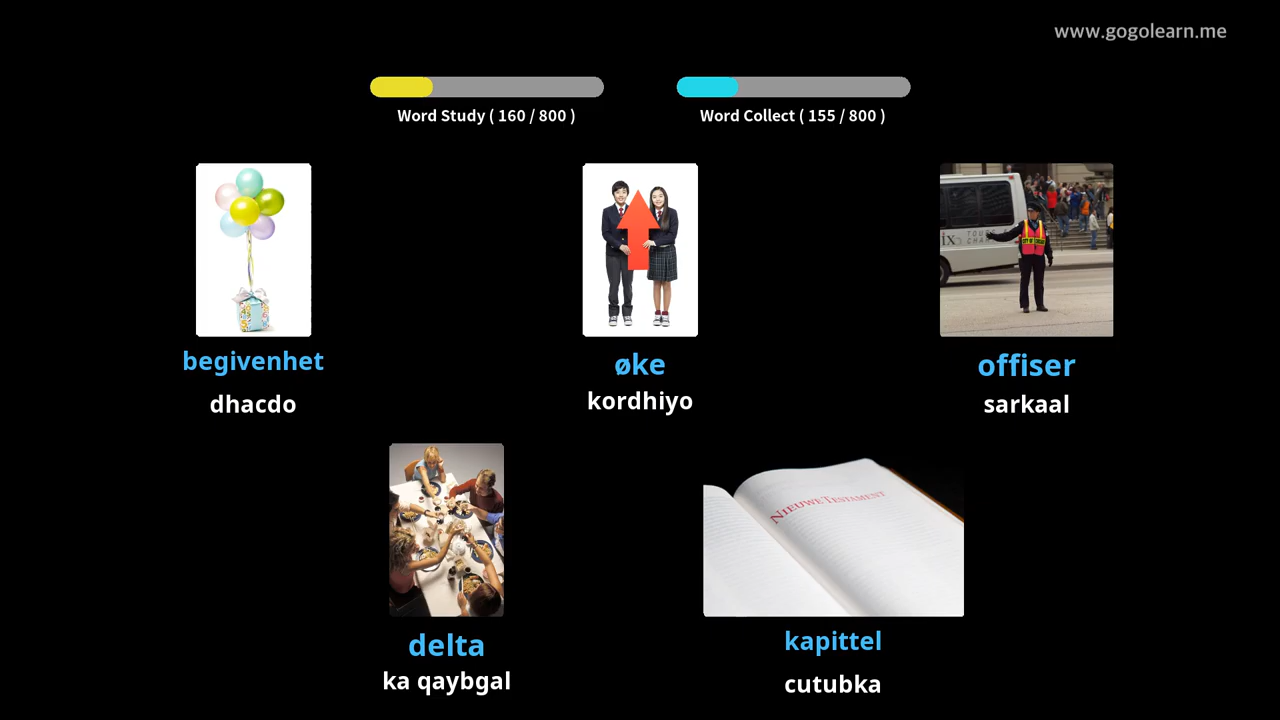 www.gogolearn.me
Word Study ( 160 / 800 )
Word Collect ( 155 / 800 )
begivenhet
dhacdo
øke
kordhiyo
offiser
sarkaal
delta
ka qaybgal
NIEUWE TESTAMENT
kapittel
cutubka